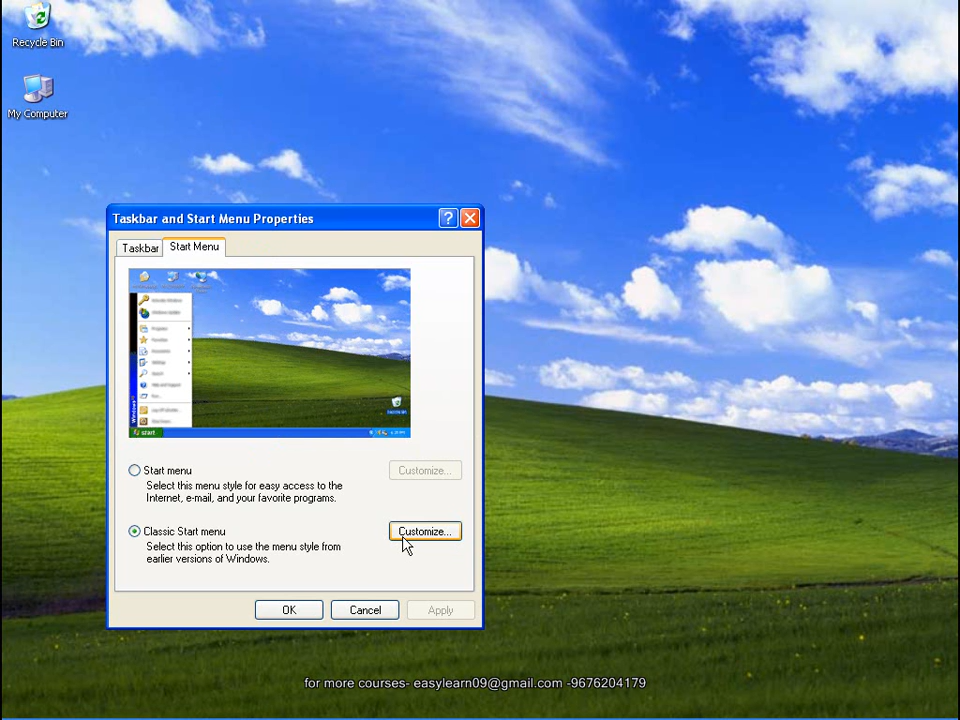 Recycle Bin
My Computer
Taskbar and Start Menu Properties
Taskbar
Start Menu
start
Start menu
Customize...
Select this menu style for easy access to the
Internet, e-mail, and your favorite programs.
Classic Start menu
Customize...
Select this option to use the menu style from
earlier versions of Windows.
OK
Cancel
Apply
for more courses- easylearn09@gmail.com -9676204179